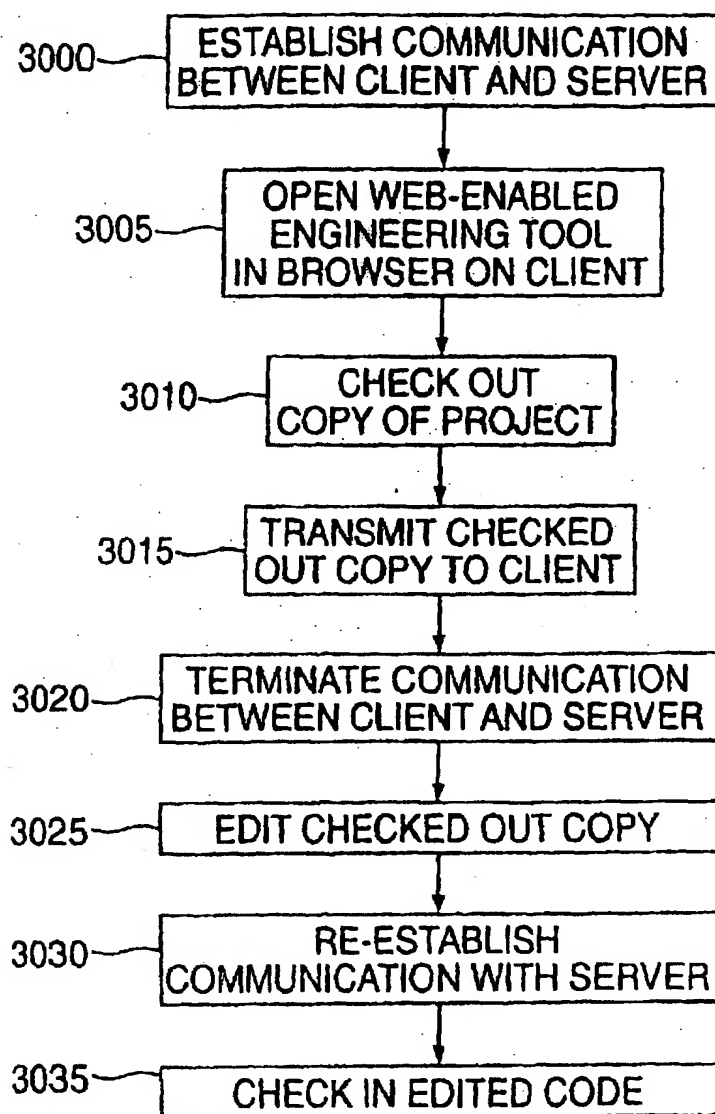 3000
ESTABLISH COMMUNICATION
BETWEEN CLIENT AND SERVER
3005
OPEN WEB-ENABLED
ENGINEERING TOOL
IN BROWSER ON CLIENT
3010
CHECK OUT
COPY OF PROJECT
3015
TRANSMIT CHECKED
OUT COPY TO CLIENT
3020
TERMINATE COMMUNICATION
BETWEEN CLIENT AND SERVER
3025
EDIT CHECKED OUT COPY
3030
RE-ESTABLISH
COMMUNICATION WITH SERVER
3035
CHECK IN EDITED CODE